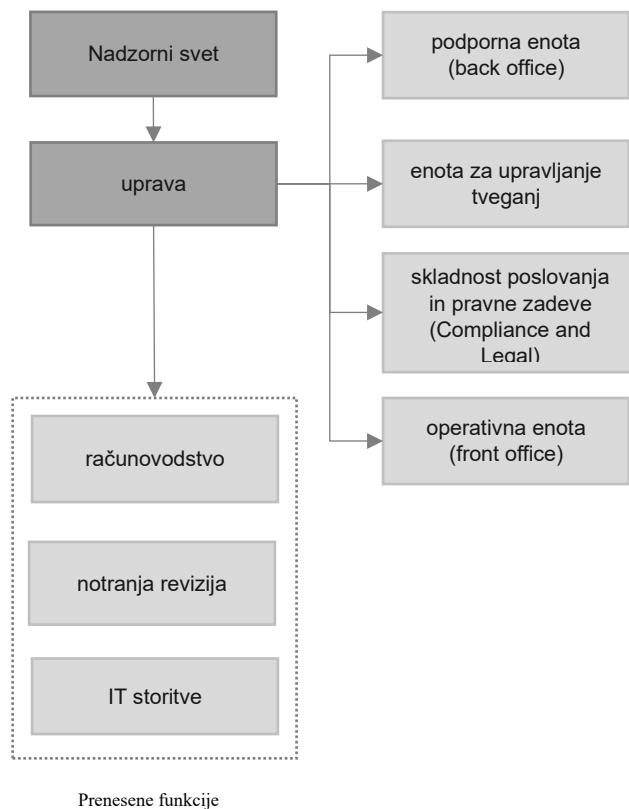 Nadzorni svet
uprava
podporna enota
(back office)
enota za upravljanje
tveganj
skladnost poslovanja
in pravne zadeve
(Compliance and
Legal)
operativna enota
(front office)
računovodstvo
notranja revizija
IT storitve
Prenesene funkcije